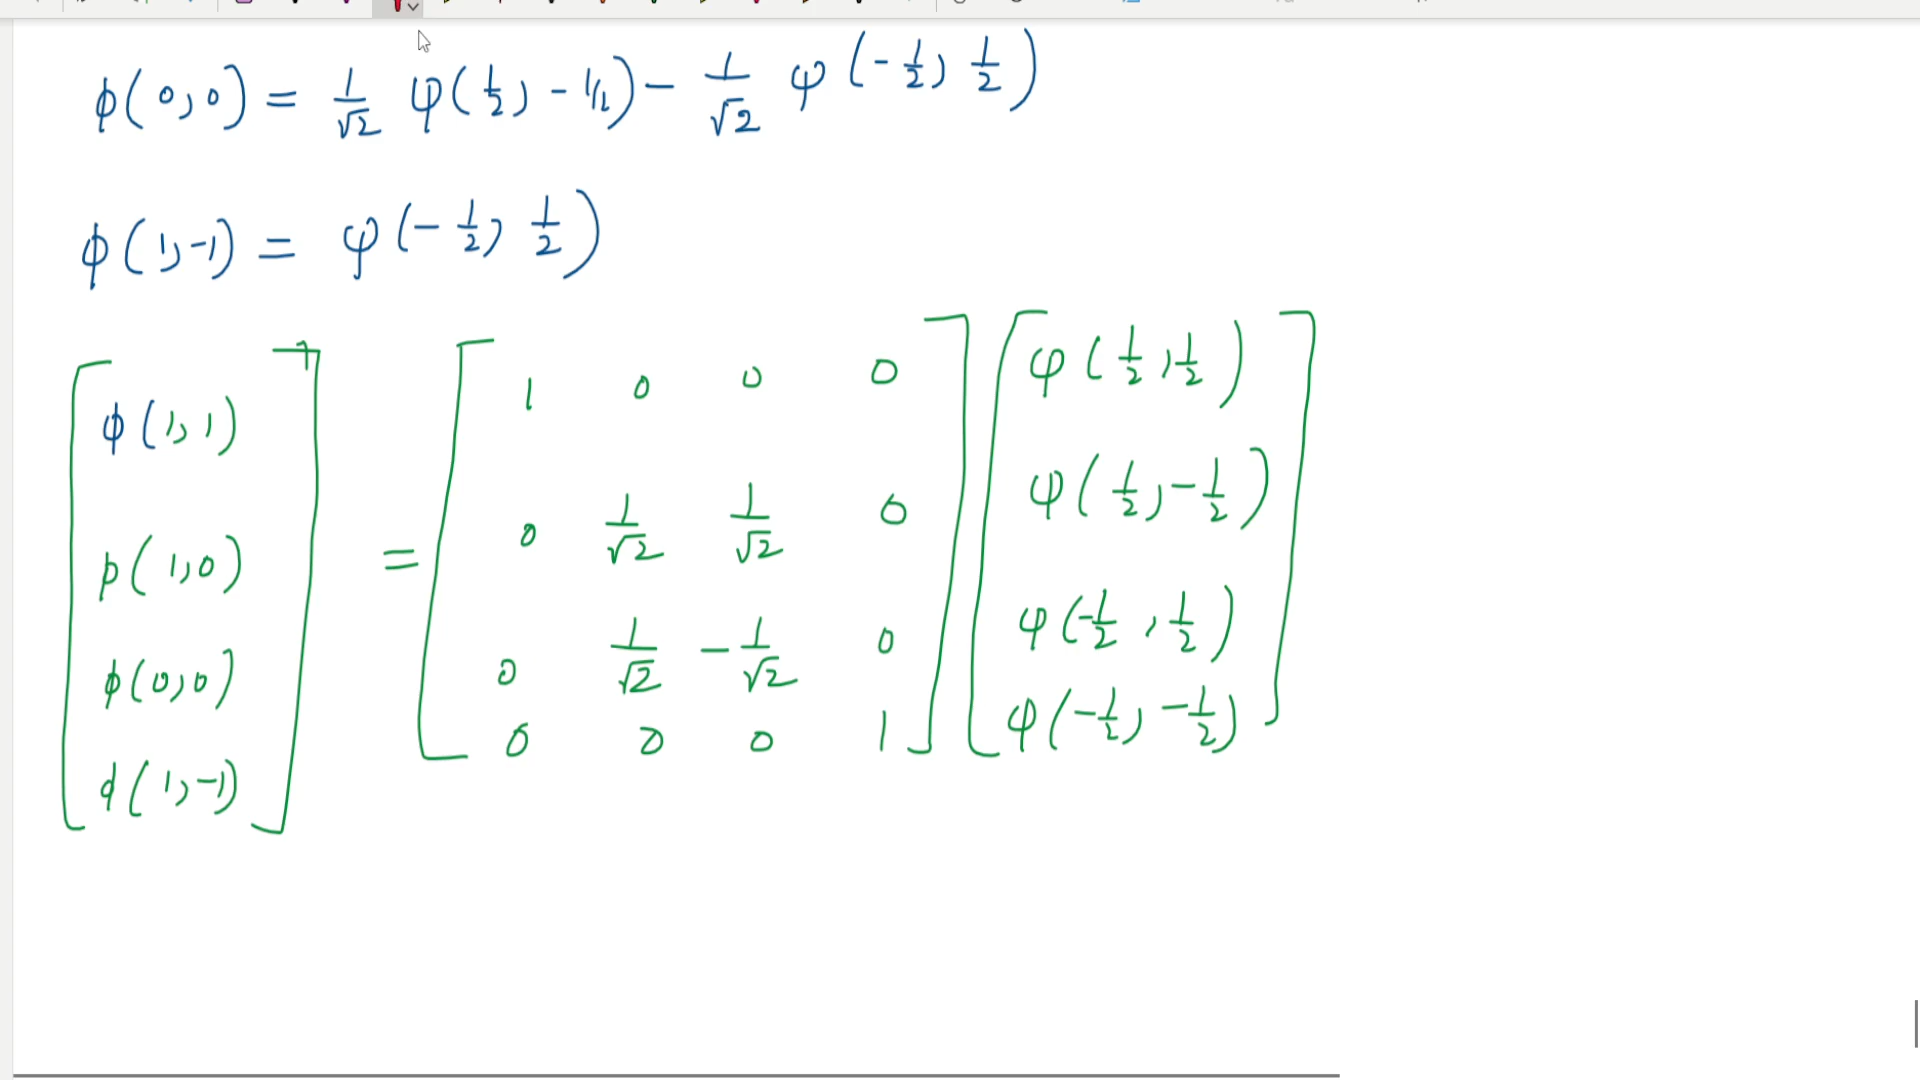 ϕ(0,0) = 1/√2 φ(1/2, -1/2) - 1/√2 φ(-1/2, 1/2)
ϕ(1,-1) = φ(-1/2, 1/2)
[ϕ(1,1)] = [1 0 0 0] [φ(1/2, 1/2)]
[p(1,0)] [0 1/√2 1/√2 0] [φ(1/2, -1/2)]
[ϕ(0,0)] [0 1/√2 -1/√2 0] [φ(-1/2, 1/2)]
[d(1,-1)] [0 0 0 1] [φ(-1/2, -1/2)]